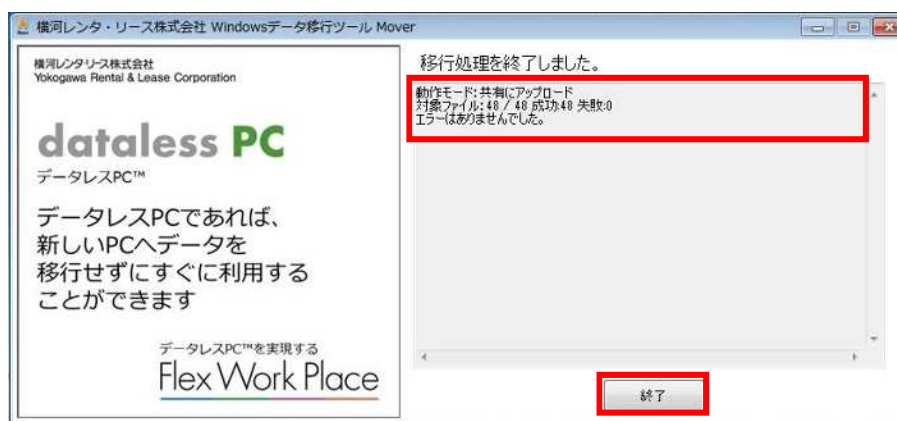 横河レンタ・リース株式会社 Windowsデータ移行ツール Mover
横河レンタリース株式会社
Yokogawa Rental & Lease Corporation
dataless PC
データレスPC™
データレスPCであれば、
新しいPCへデータを
移行せずにすぐに利用する
ことができます
データレスPC™を実現する
Flex Work Place
移行処理を終了しました。
動作モード:共有にアップロード
対象ファイル:48 / 48 成功:48 失敗:0
エラーはありませんでした。
終了